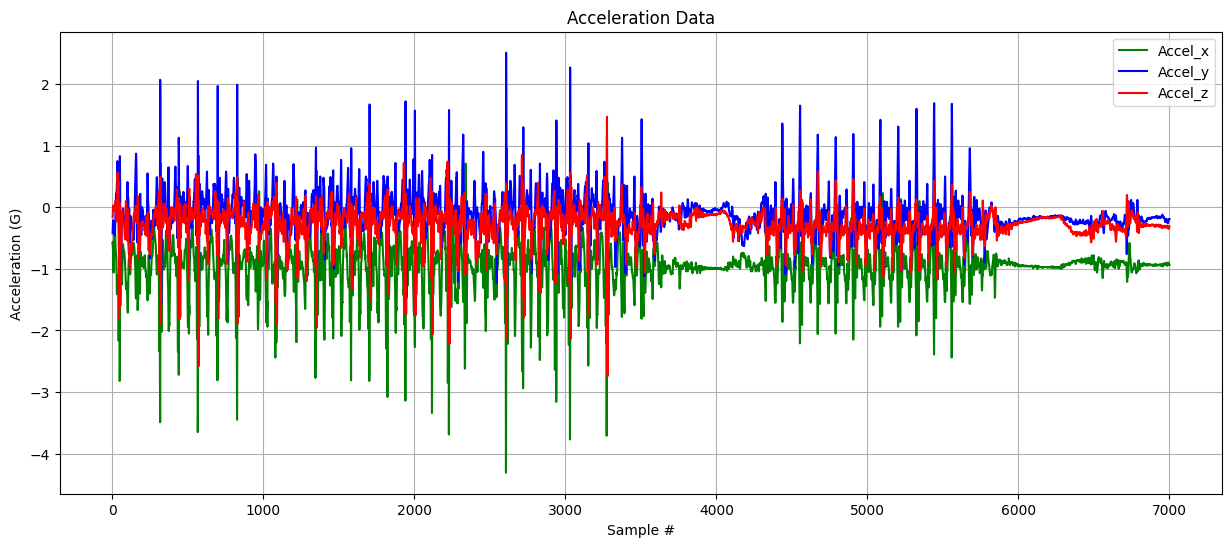 Acceleration Data
Accel_x
Accel_y
Accel_z
Acceleration (G)
2
1
0
−1
−2
−3
−4
0 1000 2000 3000 4000 5000 6000 7000
Sample #